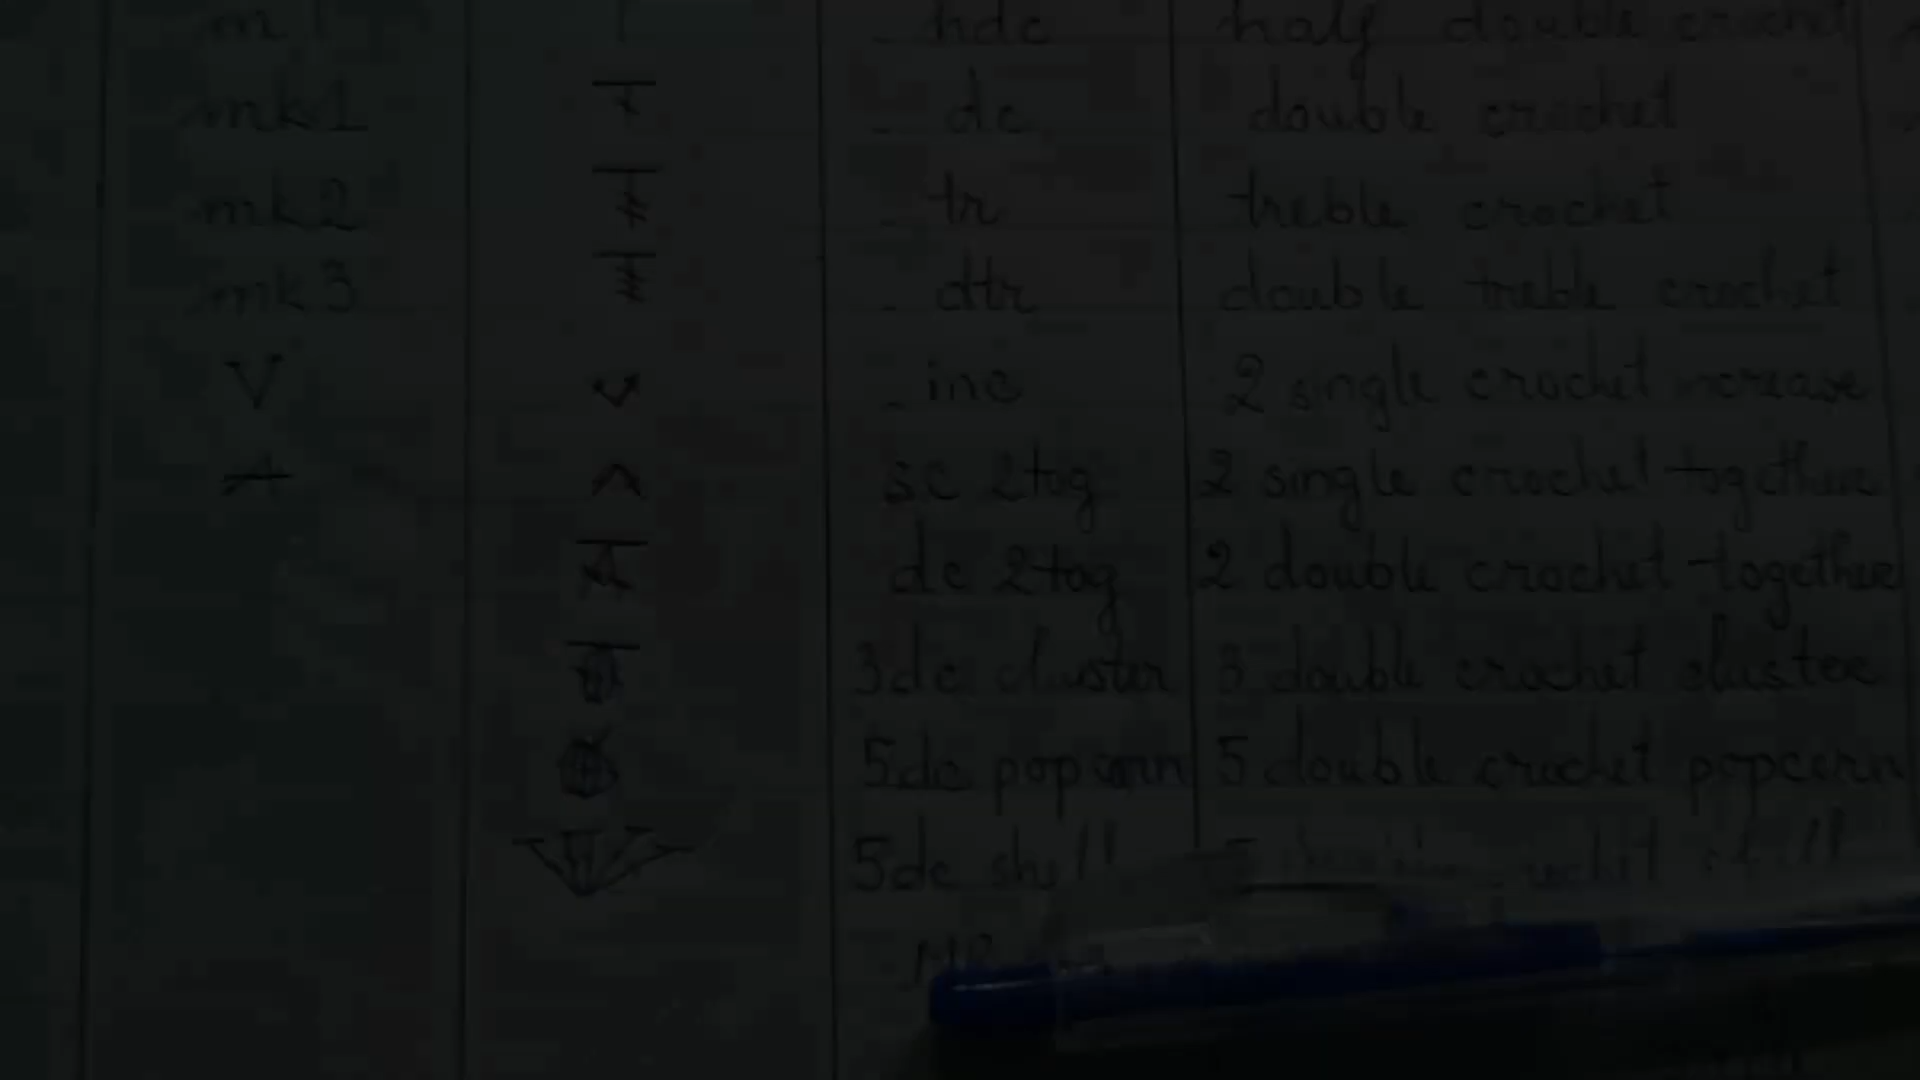 hdc half double crochet
mk1 dc double crochet
mk2 tr treble crochet
mk3 dtr double treble crochet
V inc 2 single crochet increase
A sc 2tog 2 single crochet together
dc 2tog 2 double crochet together
3dc cluster 3 double crochet cluster
5dc popcorn 5 double crochet popcorn
5dc shell 5